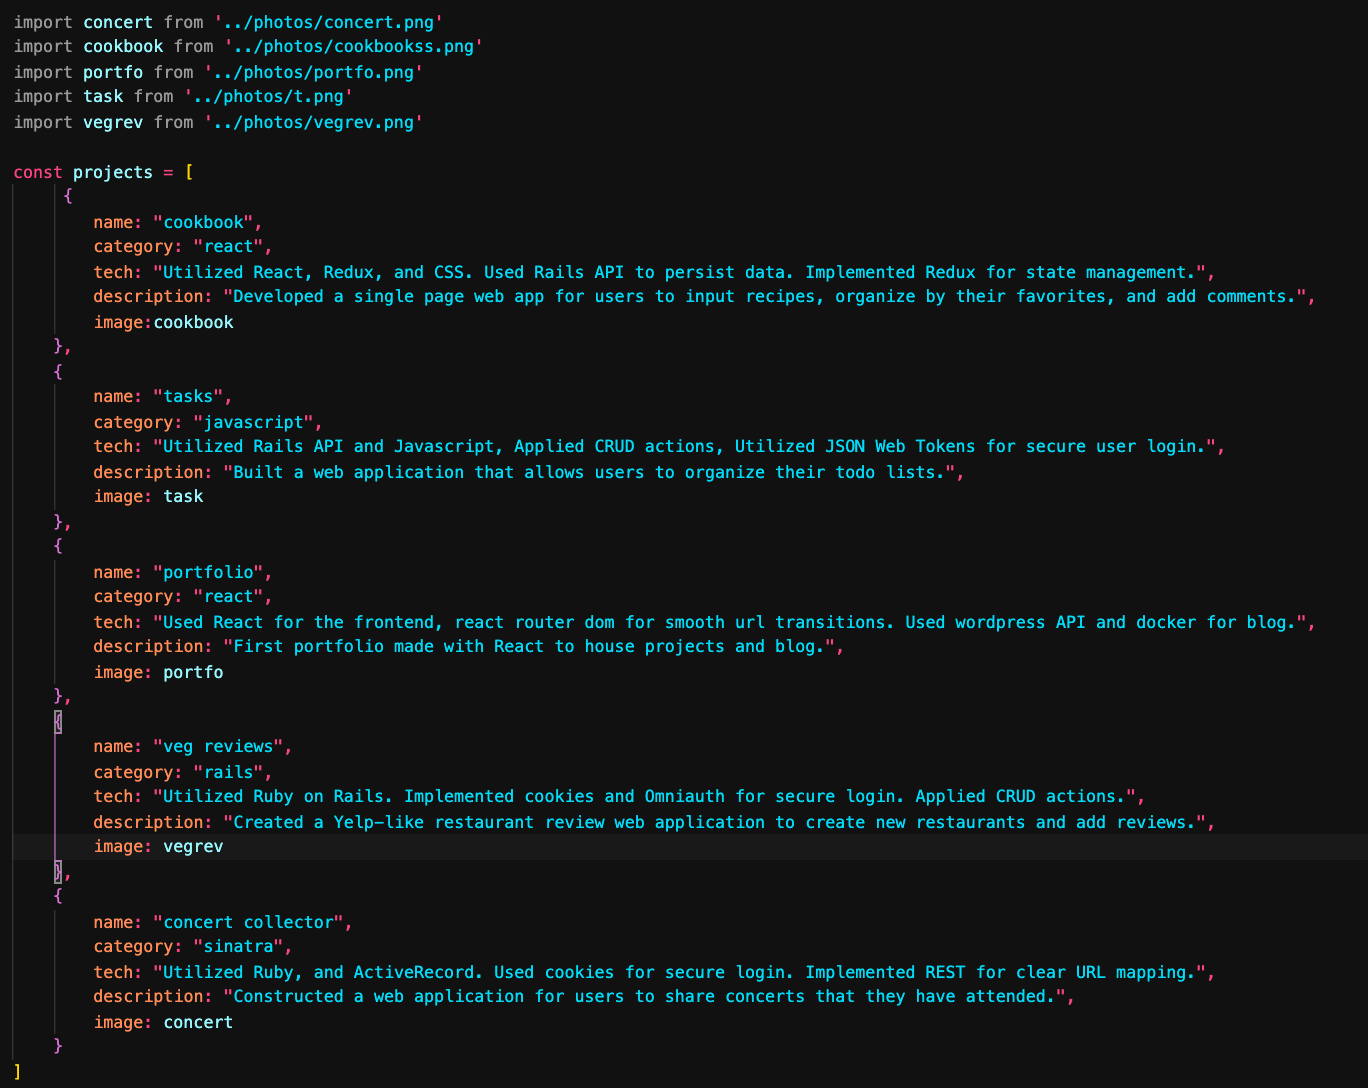 import concert from '../photos/concert.png'
import cookbook from '../photos/cookbookss.png'
import portfo from '../photos/portfo.png'
import task from '../photos/t.png'
import vegrev from '../photos/vegrev.png'

const projects = [
     {
        name: "cookbook",
        category: "react",
        tech: "Utilized React, Redux, and CSS. Used Rails API to persist data. Implemented Redux for state management.",
        description: "Developed a single page web app for users to input recipes, organize by their favorites, and add comments.",
        image:cookbook
    },
    {
        name: "tasks",
        category: "javascript",
        tech: "Utilized Rails API and Javascript, Applied CRUD actions, Utilized JSON Web Tokens for secure user login.",
        description: "Built a web application that allows users to organize their todo lists.",
        image: task
    },
    {
        name: "portfolio",
        category: "react",
        tech: "Used React for the frontend, react router dom for smooth url transitions. Used wordpress API and docker for blog.",
        description: "First portfolio made with React to house projects and blog.",
        image: portfo
    },
    {
        name: "veg reviews",
        category: "rails",
        tech: "Utilized Ruby on Rails. Implemented cookies and Omniauth for secure login. Applied CRUD actions.",
        description: "Created a Yelp-like restaurant review web application to create new restaurants and add reviews.",
        image: vegrev
    },
    {
        name: "concert collector",
        category: "sinatra",
        tech: "Utilized Ruby, and ActiveRecord. Used cookies for secure login. Implemented REST for clear URL mapping.",
        description: "Constructed a web application for users to share concerts that they have attended.",
        image: concert
    }
]